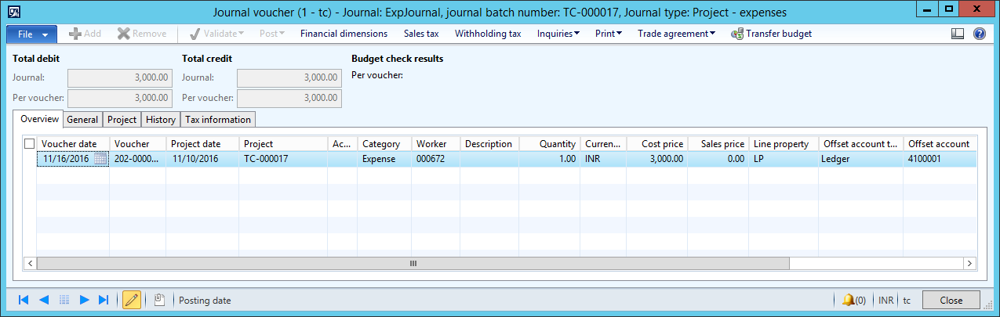 Journal voucher (1 - tc) - Journal: ExpJournal, journal batch number: TC-000017, Journal type: Project - expenses
File Add Remove Validate Post Financial dimensions Sales tax Withholding tax Inquiries Print Trade agreement Transfer budget
Total debit Total credit Budget check results
Journal: 3,000.00 Journal: 3,000.00 Per voucher:
Per voucher: 3,000.00 Per voucher: 3,000.00
Overview General Project History Tax information
Voucher date Voucher Project date Project Ac... Category Worker Description Quantity Curren... Cost price Sales price Line property Offset account t... Offset account
11/16/2016 202-0000... 11/10/2016 TC-000017 Expense 000672 1.00 INR 3,000.00 0.00 LP Ledger 4100001
Posting date (0) INR tc Close